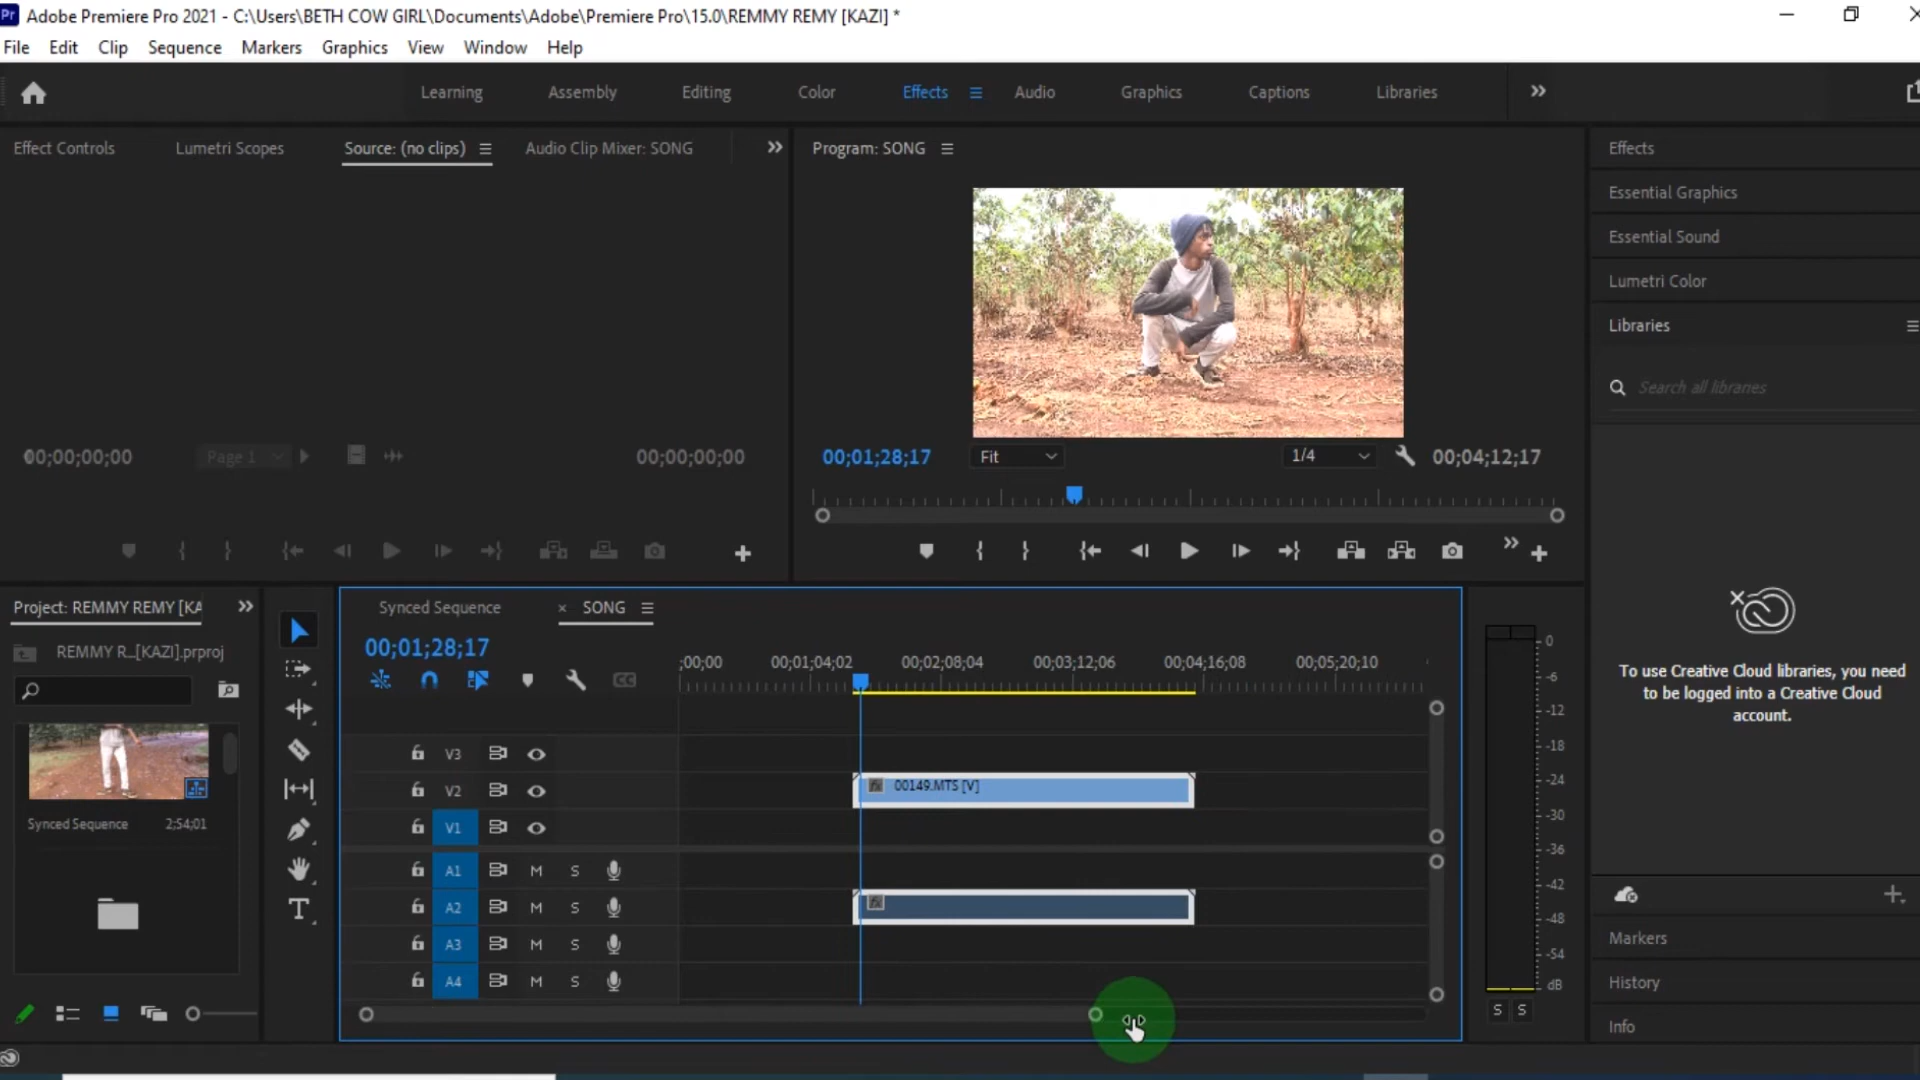 Pr Adobe Premiere Pro 2021 - C:\Users\BETH COW GIRL\Documents\Adobe\Premiere Pro\15.0\REMMY REMY [KAZI] *
File Edit Clip Sequence Markers Graphics View Window Help
Learning Assembly Editing Color Effects Audio Graphics Captions Libraries
Effect Controls Lumetri Scopes Source: (no clips) Audio Clip Mixer: SONG
Program: SONG
Effects
Essential Graphics
Essential Sound
Lumetri Color
Libraries
Search all libraries
00;00;00;00 Page 1 00;00;00;00
00;01;28;17 Fit 1/4 00;04;12;17
To use Creative Cloud libraries, you need
to be logged into a Creative Cloud
account.
Markers
History
Info
Project: REMMY REMY [KA
REMMY R...[KAZI].prproj
Synced Sequence 2;54;01
Synced Sequence × SONG
00;01;28;17
;00;00 00;01;04;02 00;02;08;04 00;03;12;06 00;04;16;08 00;05;20;10
CC
V3
V2 00149.MTS [V]
V1
A1 M S
A2 M S
A3 M S
A4 M S
fx
fx
0
-6
-12
-18
-24
-30
-36
-42
-48
-54
dB
S S